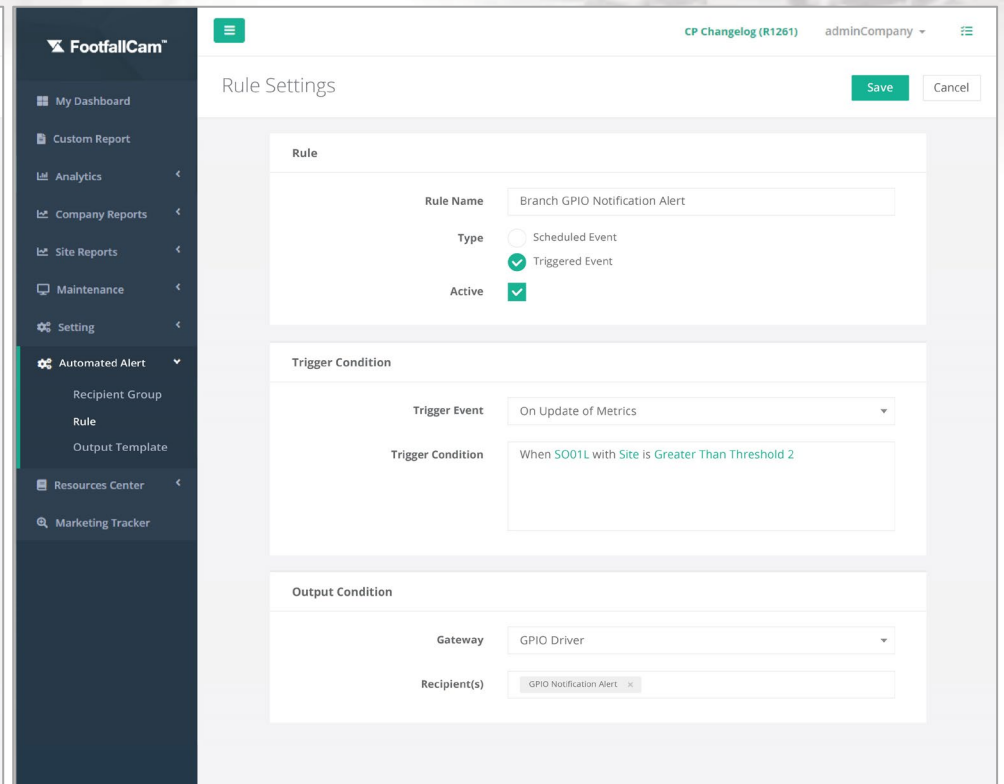 FootfallCam™
CP Changelog (R1261)
adminCompany
Rule Settings
Save
Cancel
My Dashboard
Custom Report
Analytics
Company Reports
Site Reports
Maintenance
Setting
Automated Alert
Recipient Group
Rule
Output Template
Resources Center
Marketing Tracker
Rule
Rule Name
Branch GPIO Notification Alert
Type
Scheduled Event
Triggered Event
Active
Trigger Condition
Trigger Event
On Update of Metrics
Trigger Condition
When SO01L with Site is Greater Than Threshold 2
Output Condition
Gateway
GPIO Driver
Recipient(s)
GPIO Notification Alert ×